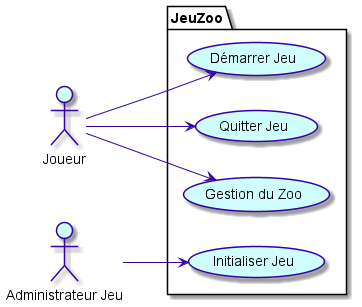 JeuZoo
Démarrer Jeu
Quitter Jeu
Joueur
Gestion du Zoo
Initialiser Jeu
Administrateur Jeu